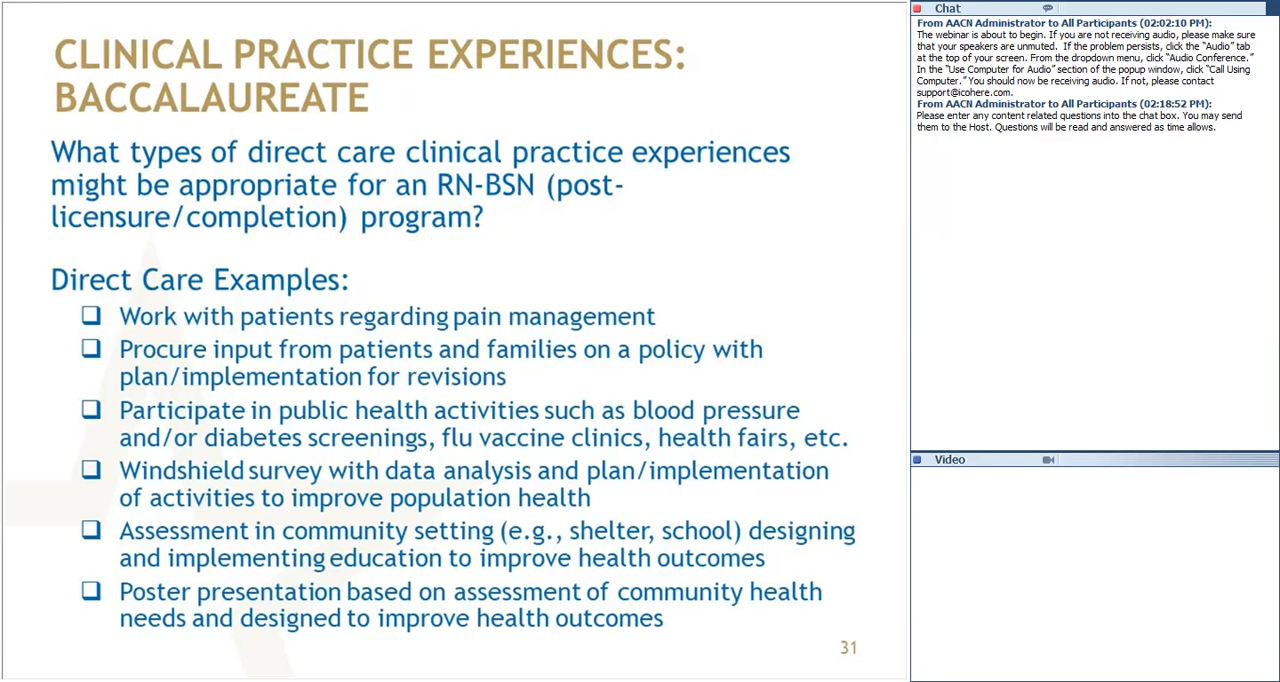 CLINICAL PRACTICE EXPERIENCES:
BACCALAUREATE
What types of direct care clinical practice experiences
might be appropriate for an RN-BSN (post-
licensure/completion) program?
Direct Care Examples:
❑ Work with patients regarding pain management
❑ Procure input from patients and families on a policy with
plan/implementation for revisions
❑ Participate in public health activities such as blood pressure
and/or diabetes screenings, flu vaccine clinics, health fairs, etc.
❑ Windshield survey with data analysis and plan/implementation
of activities to improve population health
❑ Assessment in community setting (e.g., shelter, school) designing
and implementing education to improve health outcomes
❑ Poster presentation based on assessment of community health
needs and designed to improve health outcomes
31
Chat
From AACN Administrator to All Participants (02:02:10 PM):
The webinar is about to begin. If you are not receiving audio, please make sure
that your speakers are unmuted. If the problem persists, click the "Audio" tab
at the top of your screen. From the dropdown menu, click "Audio Conference."
In the "Use Computer for Audio" section of the popup window, click "Call Using
Computer." You should now be receiving audio. If not, please contact
support@icohere.com.
From AACN Administrator to All Participants (02:18:52 PM):
Please enter any content related questions into the chat box. You may send
them to the Host. Questions will be read and answered as time allows.
Video